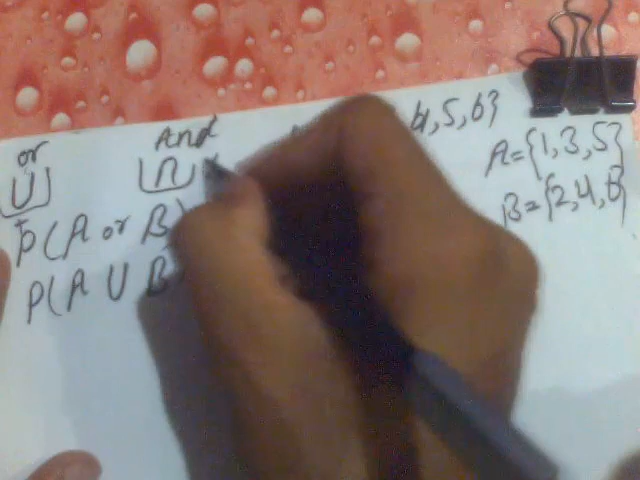 or And 4,5,6}
U ∩ A={1,3,5}
P(A or B) B={2,4,6}
P(A U B)